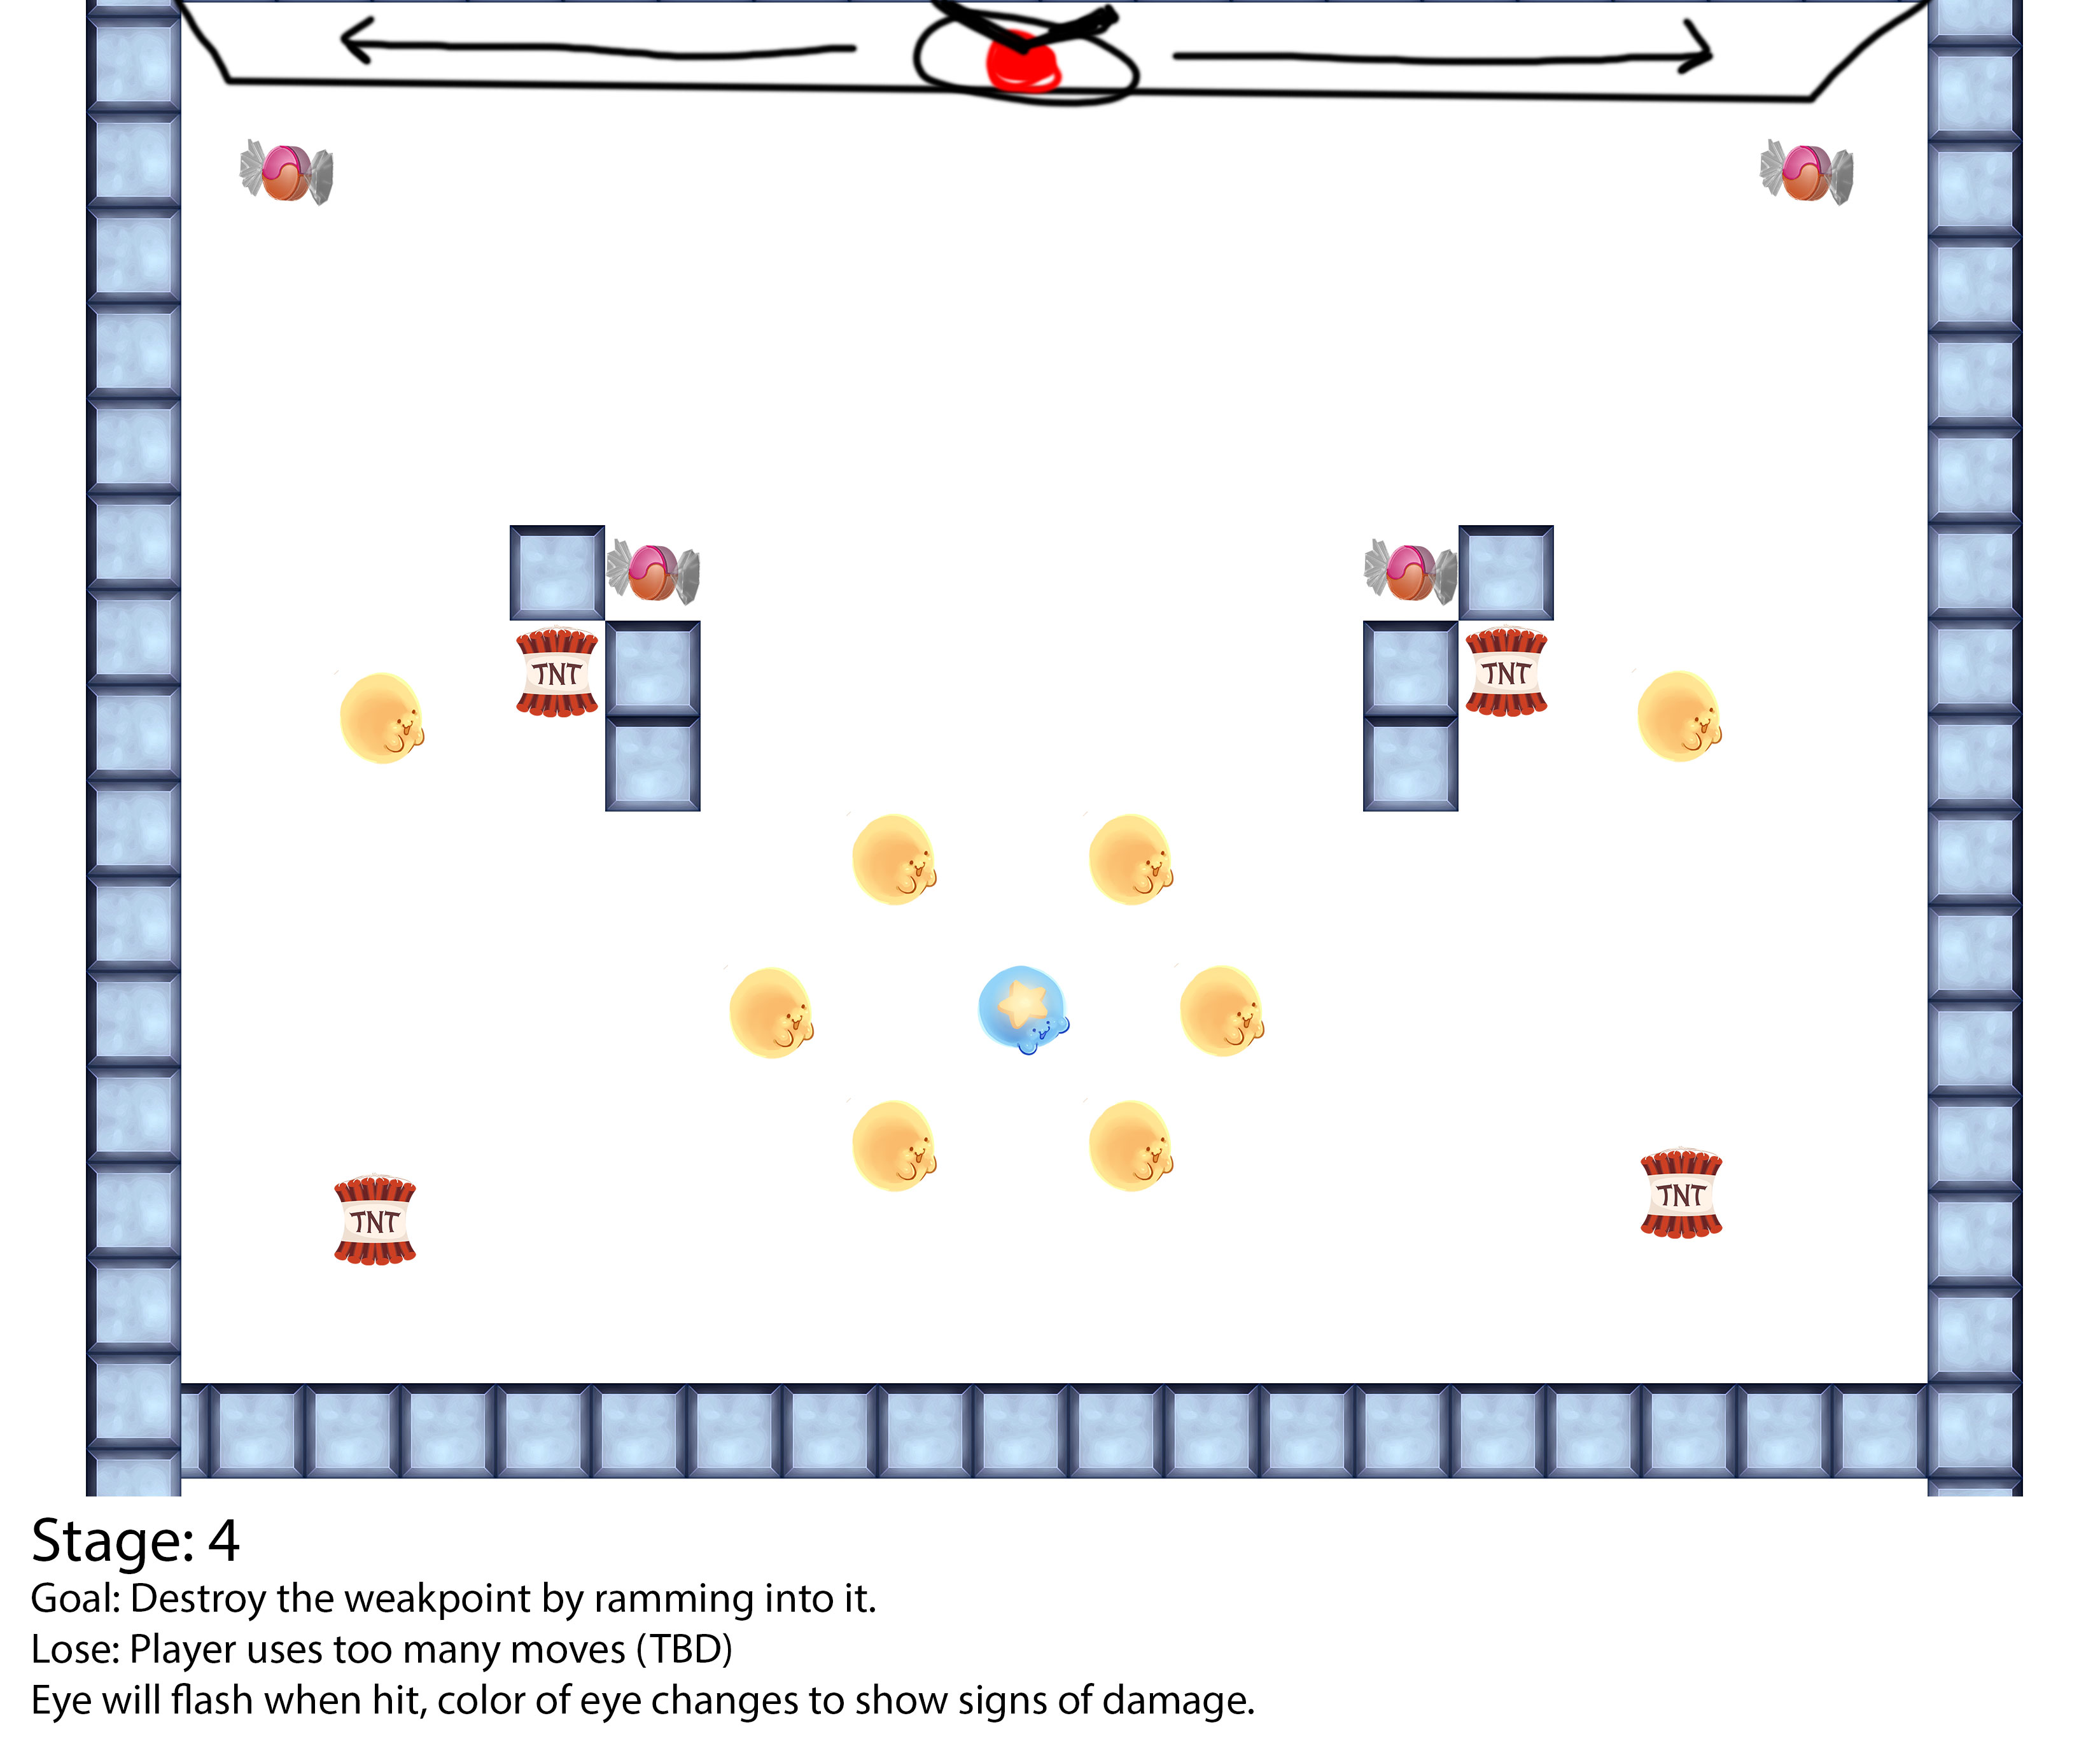 TNT
TNT
TNT
TNT
Stage: 4
Goal: Destroy the weakpoint by ramming into it.
Lose: Player uses too many moves (TBD)
Eye will flash when hit, color of eye changes to show signs of damage.